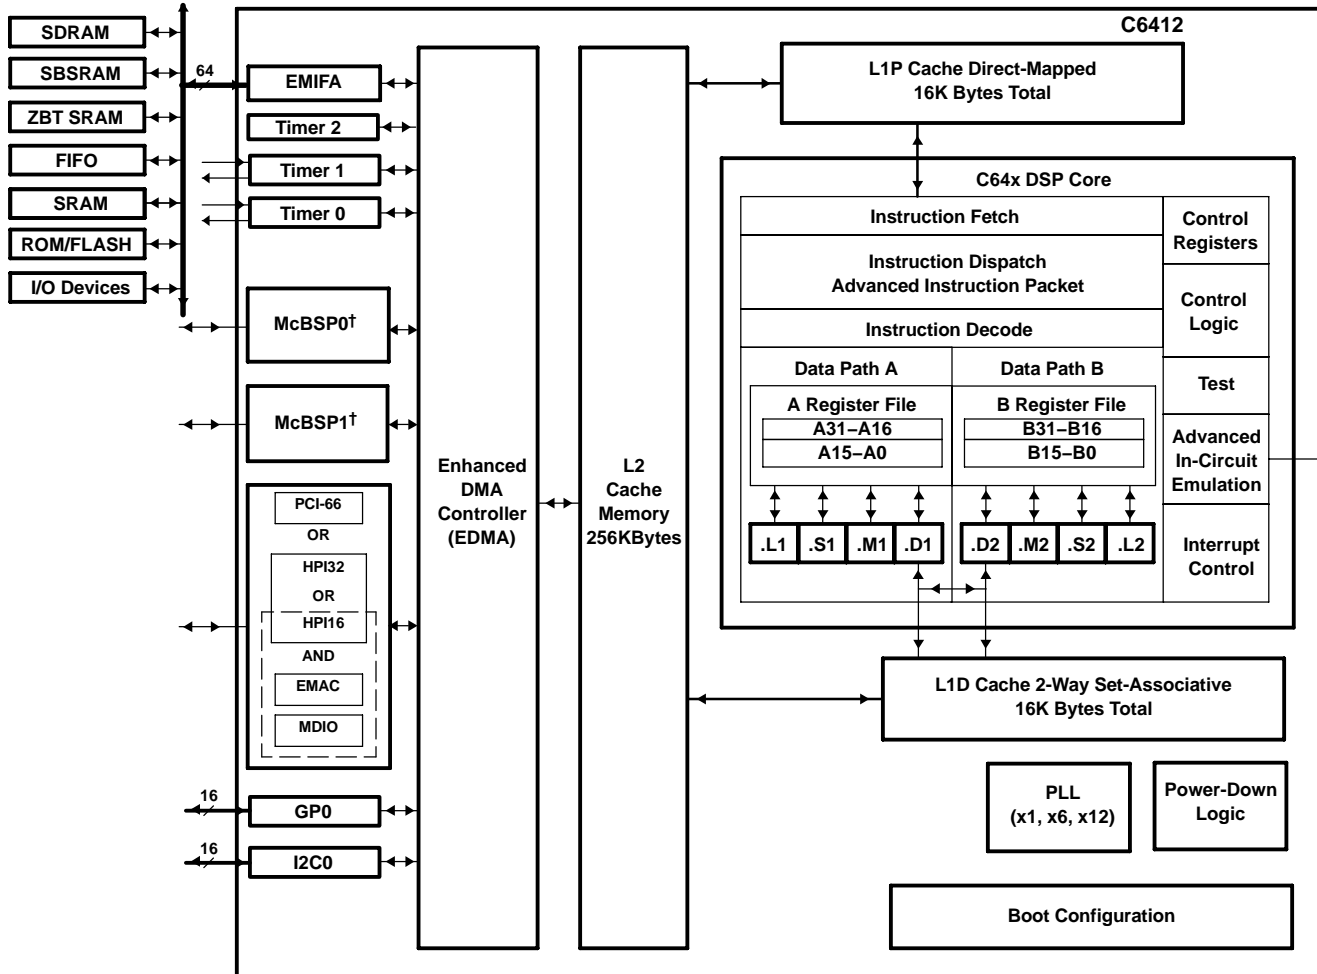 C6412
SDRAM
SBSRAM
ZBT SRAM
FIFO
SRAM
ROM/FLASH
I/O Devices
64
EMIFA
Timer 2
Timer 1
Timer 0
McBSP0†
McBSP1†
PCI-66
OR
HPI32
OR
HPI16
AND
EMAC
MDIO
16
GP0
16
I2C0
Enhanced
DMA
Controller
(EDMA)
L2
Cache
Memory
256KBytes
L1P Cache Direct-Mapped
16K Bytes Total
C64x DSP Core
Instruction Fetch
Instruction Dispatch
Advanced Instruction Packet
Instruction Decode
Data Path A
A Register File
A31–A16
A15–A0
.L1
.S1
.M1
.D1
Data Path B
B Register File
B31–B16
B15–B0
.D2
.M2
.S2
.L2
Control
Registers
Control
Logic
Test
Advanced
In-Circuit
Emulation
Interrupt
Control
L1D Cache 2-Way Set-Associative
16K Bytes Total
PLL
(x1, x6, x12)
Power-Down
Logic
Boot Configuration